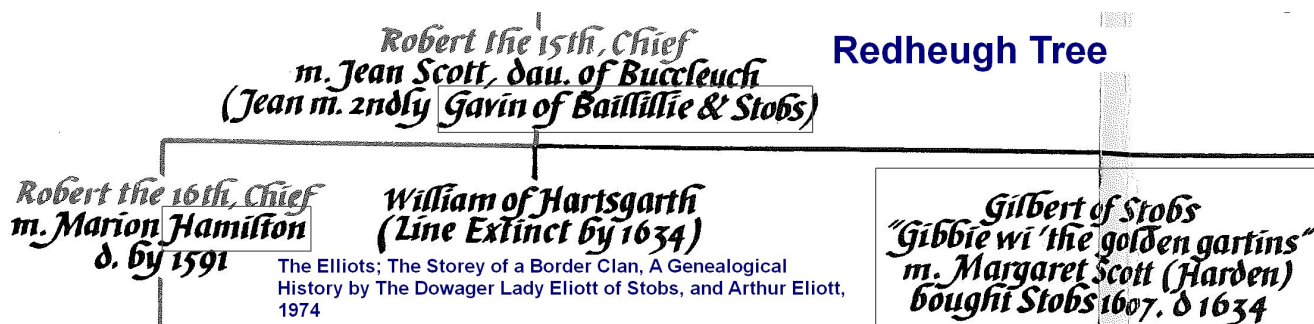 Robert the 15th, Chief
m. Jean Scott, dau. of Buccleuch
(Jean m. 2ndly Gavin of Baillillie & Stobs)
Redheugh Tree
Robert the 16th, Chief
m. Marion Hamilton
d. by 1591
William of Hartsgarth
(Line Extinct by 1634)
Gilbert of Stobs
"Gibbie wi' the golden gartins"
m. Margaret Scott (Harden)
bought Stobs 1607. d 1634
The Elliots; The Storey of a Border Clan, A Genealogical
History by The Dowager Lady Eliott of Stobs, and Arthur Eliott,
1974